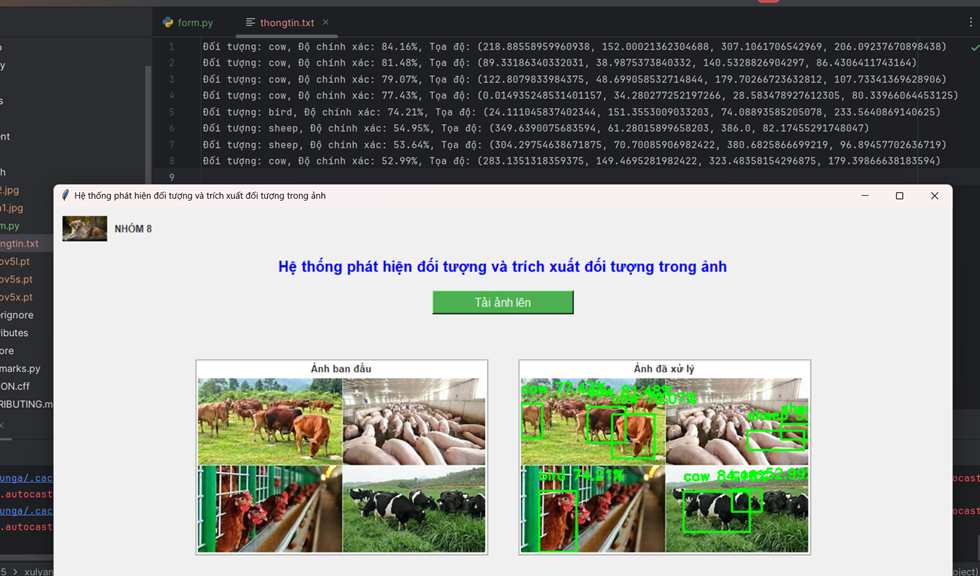 form.py
thongtin.txt
1 Đối tượng: cow, Độ chính xác: 84.16%, Tọa độ: (218.88558959960938, 152.00021362304688, 307.1061706542969, 206.09237670898438)
2 Đối tượng: cow, Độ chính xác: 81.48%, Tọa độ: (89.33186340332031, 38.9875373840332, 140.5328826904297, 86.4306411743164)
3 Đối tượng: cow, Độ chính xác: 79.07%, Tọa độ: (122.8079833984375, 48.699058532714844, 179.70266723632812, 107.73341369628906)
4 Đối tượng: cow, Độ chính xác: 77.43%, Tọa độ: (0.014935248531401157, 34.280277252197266, 28.583478927612305, 80.33966064453125)
5 Đối tượng: bird, Độ chính xác: 74.21%, Tọa độ: (24.111045837402344, 151.3553009033203, 74.08893585205078, 233.5640869140625)
6 Đối tượng: sheep, Độ chính xác: 54.95%, Tọa độ: (349.6390075683594, 61.28015899658203, 386.0, 82.17455291748047)
7 Đối tượng: sheep, Độ chính xác: 53.64%, Tọa độ: (304.29754638671875, 70.70085906982422, 380.6825866699219, 96.89457702636719)
8 Đối tượng: cow, Độ chính xác: 52.99%, Tọa độ: (283.1351318359375, 149.4695281982422, 323.48358154296875, 179.39866638183594)
9
2.jpg
1.jpg
m.py
ngtin.txt
ov5l.pt
ov5s.pt
ov5x.pt
rignore
ributes
ore
marks.py
ON.cff
RIBUTING.m
Hệ thống phát hiện đối tượng và trích xuất đối tượng trong ảnh
NHÓM 8
Hệ thống phát hiện đối tượng và trích xuất đối tượng trong ảnh
Tải ảnh lên
Ảnh ban đầu
Ảnh đã xử lý
cow 77.43%
81.48%
79.07%
sheep
shee
bird 74.21%
cow 84.16%
52.99
unga/.cac
.autocast
unga/.cac
.autocast
ocast
ocast
5 > xulyan
oject)